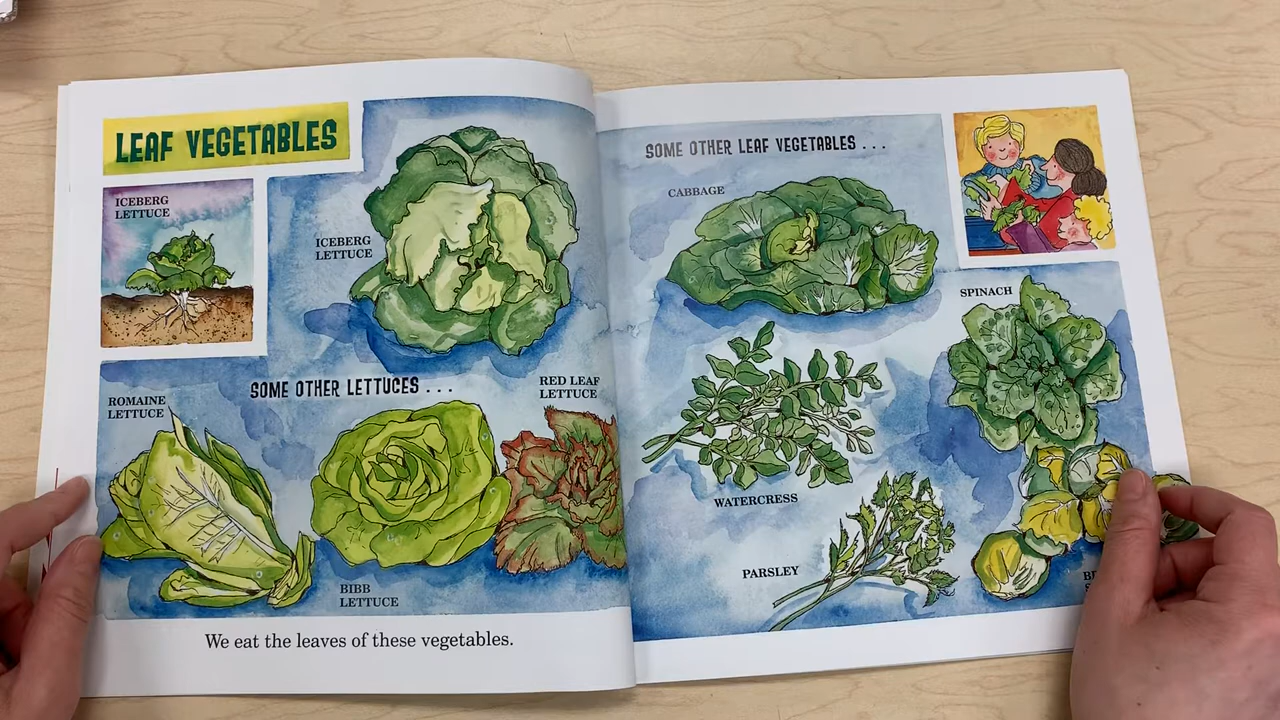 LEAF VEGETABLES
ICEBERG
LETTUCE
ICEBERG
LETTUCE
SOME OTHER LETTUCES . . .
ROMAINE
LETTUCE
RED LEAF
LETTUCE
BIBB
LETTUCE
We eat the leaves of these vegetables.
SOME OTHER LEAF VEGETABLES . . .
CABBAGE
SPINACH
WATERCRESS
PARSLEY